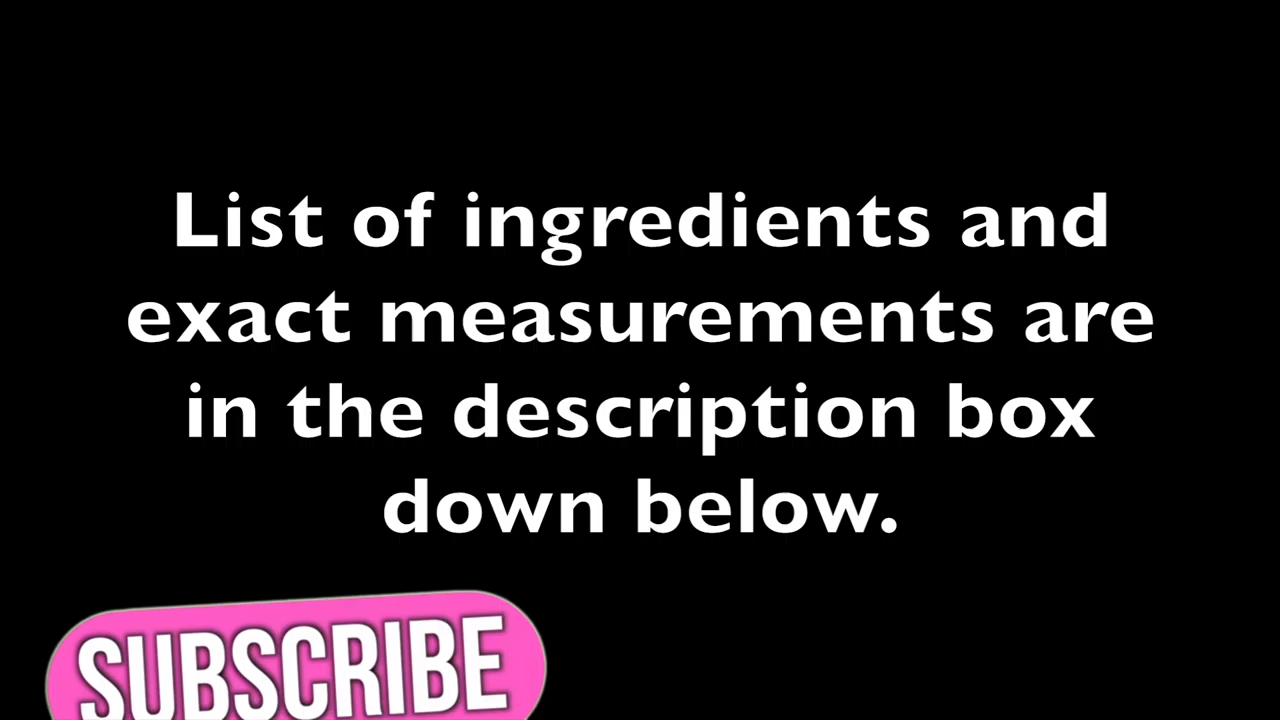 List of ingredients and
exact measurements are
in the description box
down below.
SUBSCRIBE